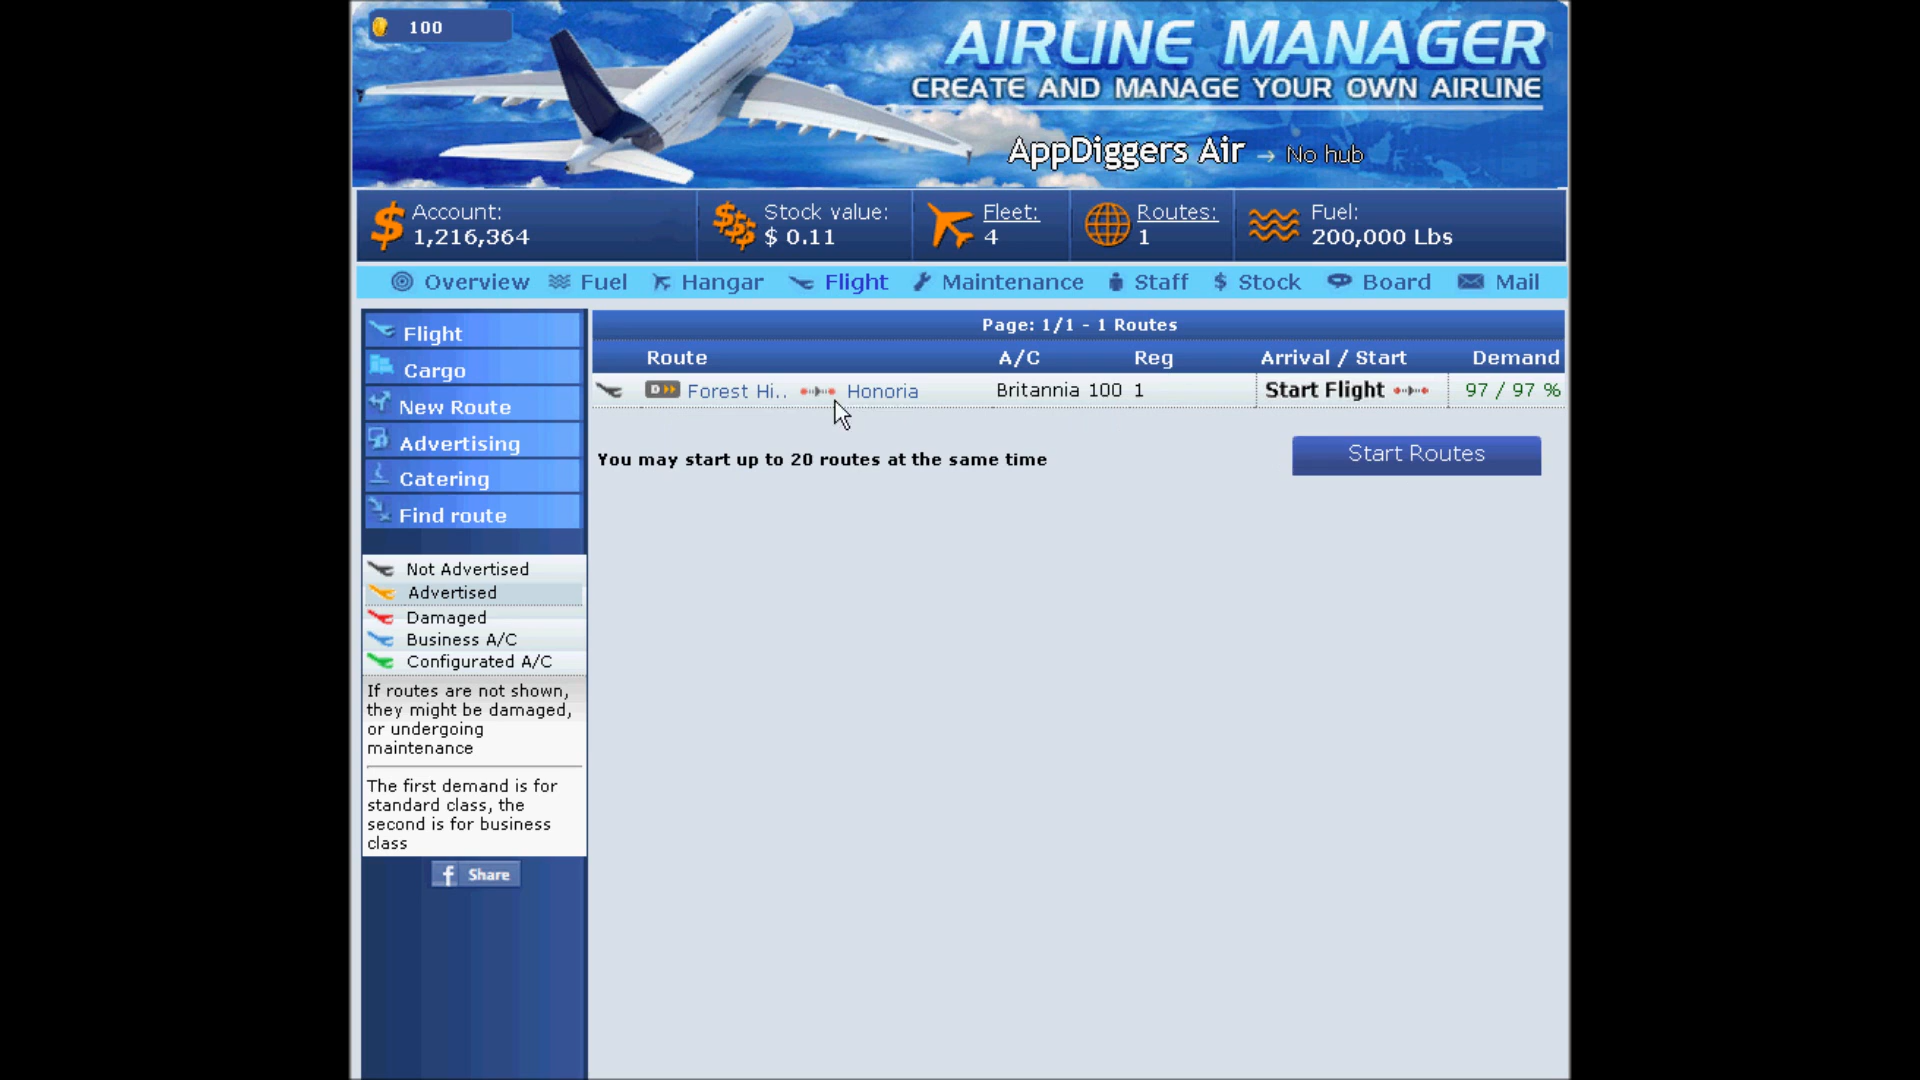 100
AIRLINE MANAGER
CREATE AND MANAGE YOUR OWN AIRLINE
AppDiggers Air → No hub
Account:
1,216,364
Stock value:
$ 0.11
Fleet:
4
Routes:
1
Fuel:
200,000 Lbs
Overview Fuel Hangar Flight Maintenance Staff Stock Board Mail
Flight
Cargo
New Route
Advertising
Catering
Find route
Not Advertised
Advertised
Damaged
Business A/C
Configurated A/C
If routes are not shown,
they might be damaged,
or undergoing
maintenance
The first demand is for
standard class, the
second is for business
class
f Share
Page: 1/1 - 1 Routes
Route A/C Reg Arrival / Start Demand
D Forest Hi.. Honoria Britannia 100 1 Start Flight 97 / 97 %
You may start up to 20 routes at the same time
Start Routes